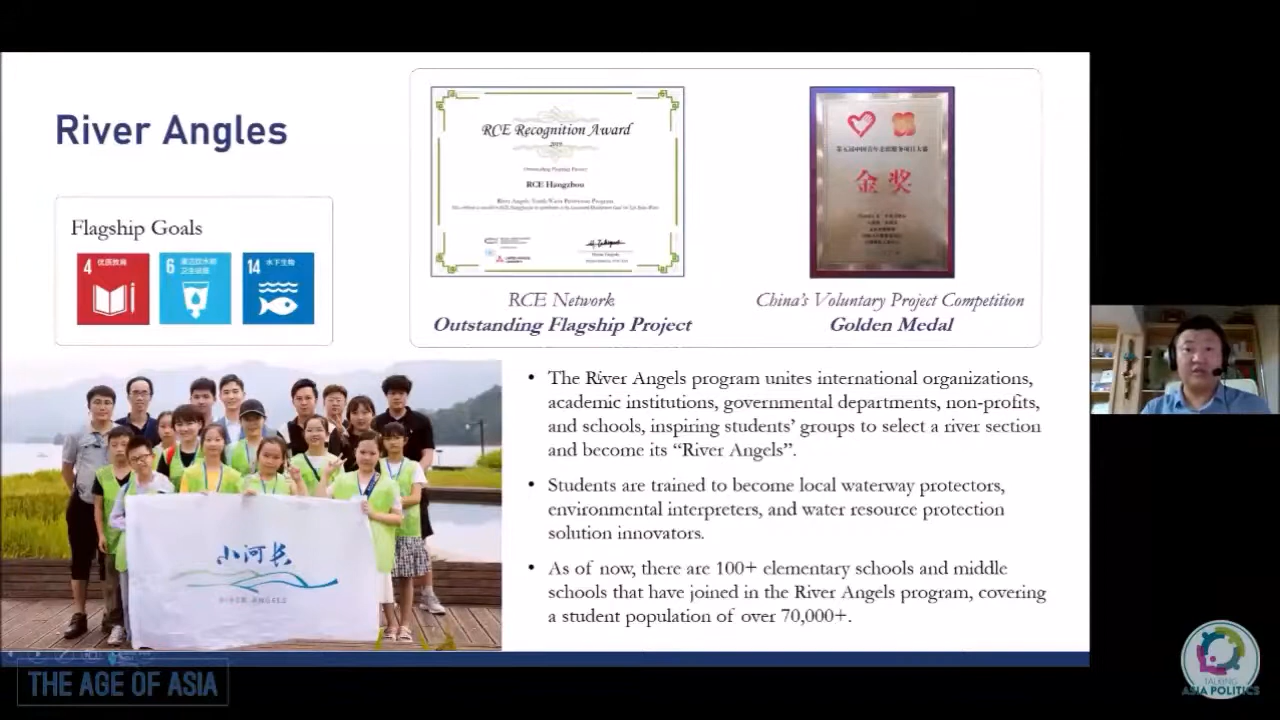 River Angles
Flagship Goals
4 优质教育
6 清洁饮水和
卫生设施
14 水下生物
RCE Recognition Award
2019
Outstanding Flagship Project
RCE Hangzhou
金奖
RCE Network
Outstanding Flagship Project
China's Voluntary Project Competition
Golden Medal
小河长
RIVER ANGELS
• The River Angels program unites international organizations,
academic institutions, governmental departments, non-profits,
and schools, inspiring students' groups to select a river section
and become its “River Angels”.
• Students are trained to become local waterway protectors,
environmental interpreters, and water resource protection
solution innovators.
• As of now, there are 100+ elementary schools and middle
schools that have joined in the River Angels program, covering
a student population of over 70,000+.
THE AGE OF ASIA
TALKING
ASIA POLITICS